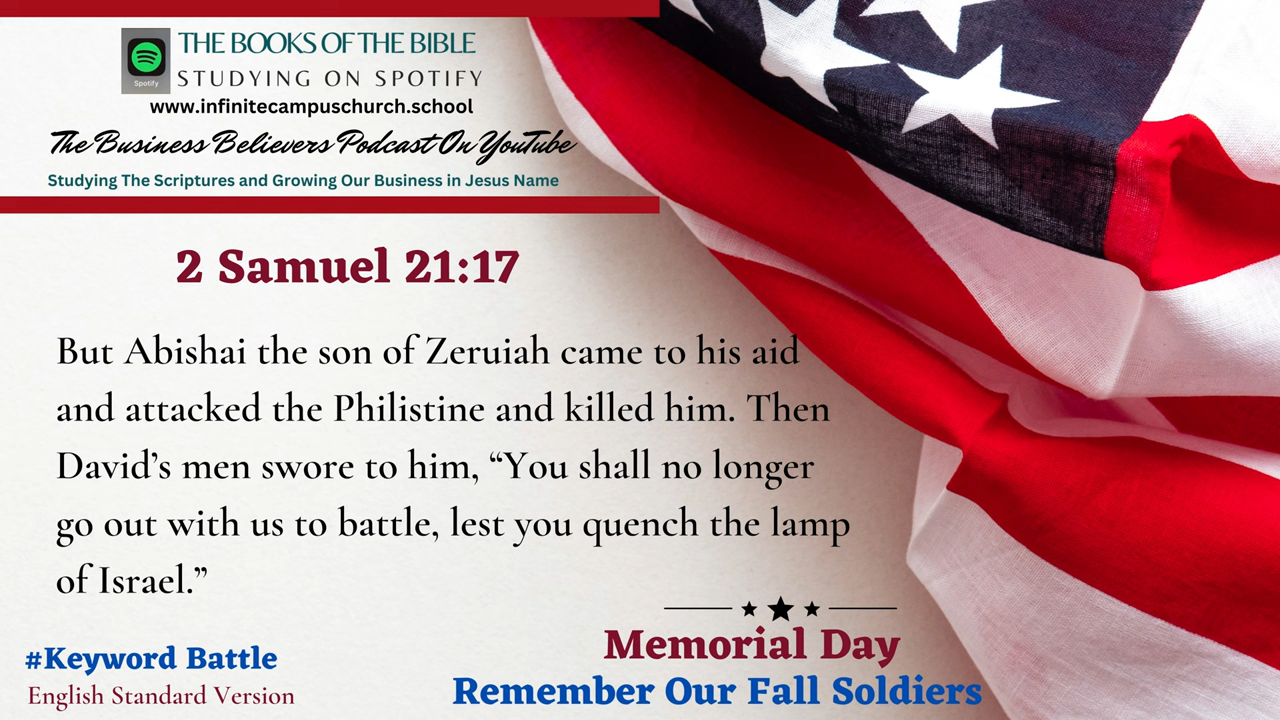 THE BOOKS OF THE BIBLE
Spotify
STUDYING ON SPOTIFY
www.infinitecampuschurch.school
The Business Believers Podcast On YouTube
Studying The Scriptures and Growing Our Business in Jesus Name
2 Samuel 21:17
But Abishai the son of Zeruiah came to his aid
and attacked the Philistine and killed him. Then
David’s men swore to him, “You shall no longer
go out with us to battle, lest you quench the lamp
of Israel.”
#Keyword Battle
English Standard Version
Memorial Day
Remember Our Fall Soldiers